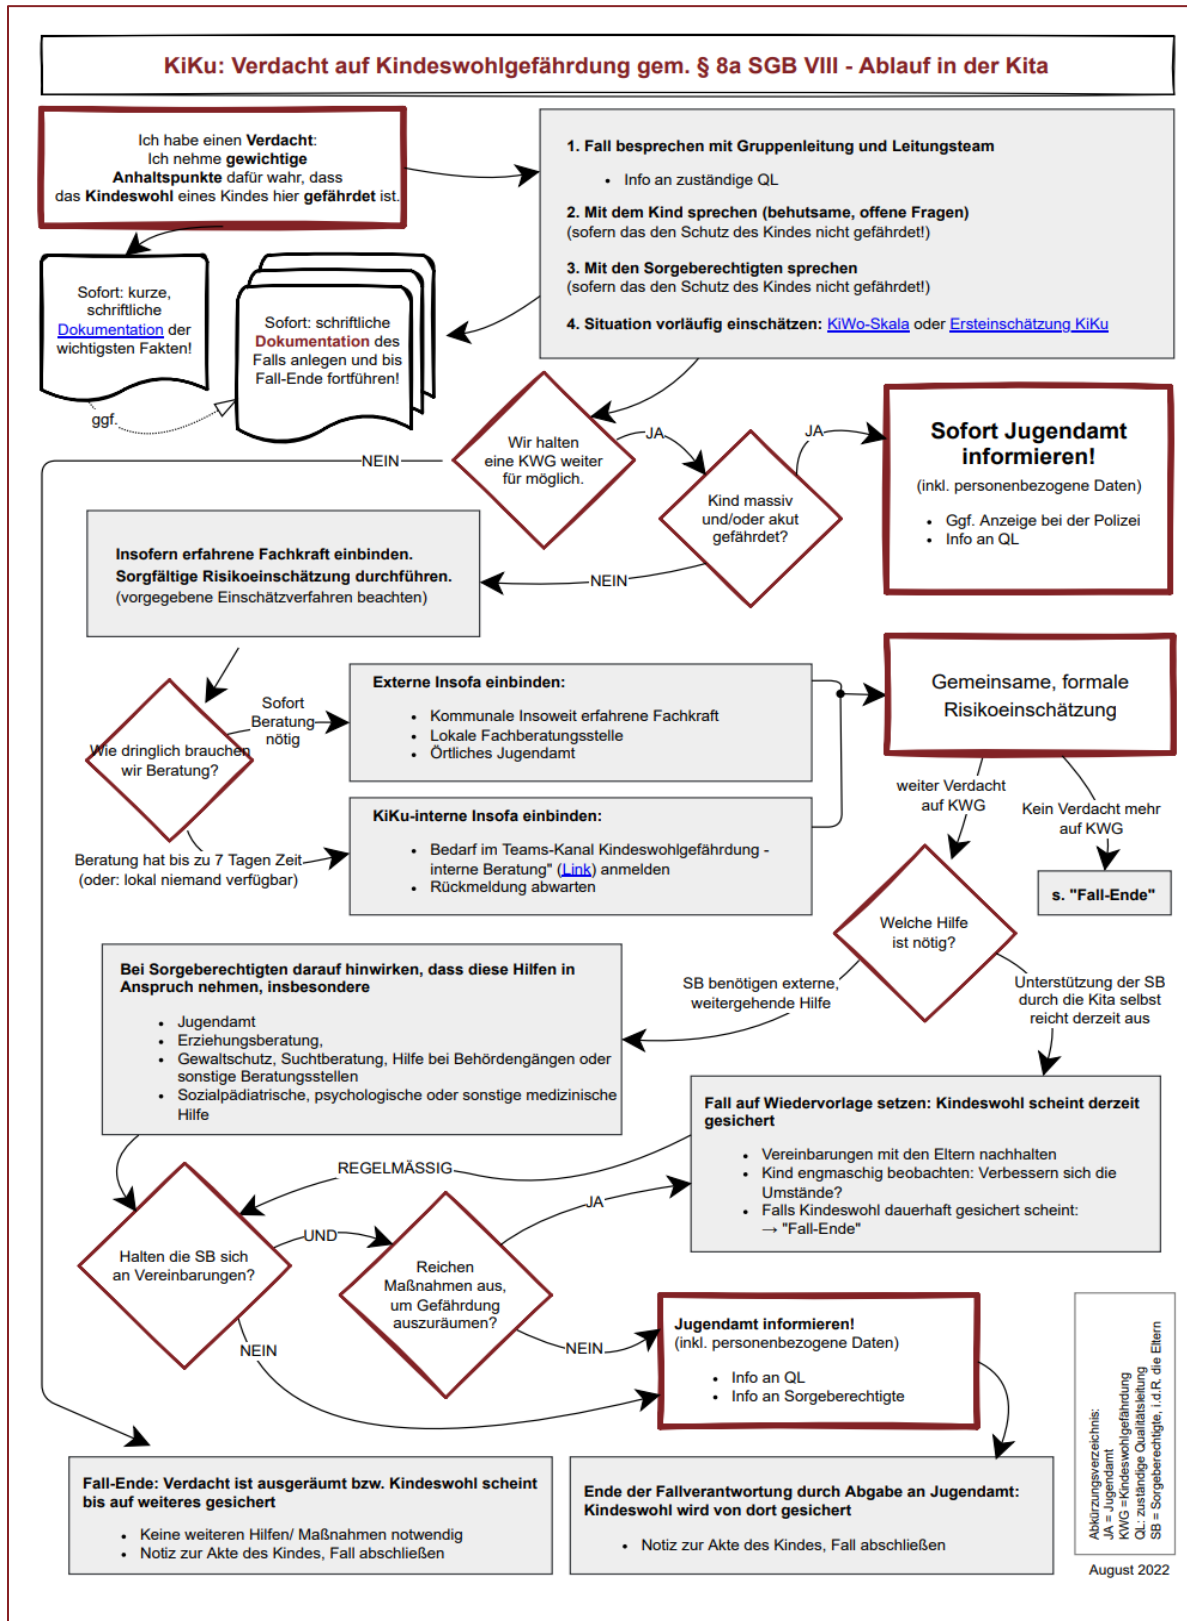 KiKu: Verdacht auf Kindeswohlgefährdung gem. § 8a SGB VIII - Ablauf in der Kita
Ich habe einen Verdacht:
Ich nehme gewichtige
Anhaltspunkte dafür wahr, dass
das Kindeswohl eines Kindes hier gefährdet ist.
1. Fall besprechen mit Gruppenleitung und Leitungsteam
• Info an zuständige QL
2. Mit dem Kind sprechen (behutsame, offene Fragen)
(sofern das den Schutz des Kindes nicht gefährdet!)
3. Mit den Sorgeberechtigten sprechen
(sofern das den Schutz des Kindes nicht gefährdet!)
4. Situation vorläufig einschätzen: KiWo-Skala oder Ersteinschätzung KiKu
Sofort: kurze,
schriftliche
Dokumentation der
wichtigsten Fakten!
ggf.
Sofort: schriftliche
Dokumentation des
Falls anlegen und bis
Fall-Ende fortführen!
Wir halten
eine KWG weiter
für möglich.
NEIN
JA
Kind massiv
und/oder akut
gefährdet?
JA
Sofort Jugendamt
informieren!
(inkl. personenbezogene Daten)
• Ggf. Anzeige bei der Polizei
• Info an QL
NEIN
Insofern erfahrene Fachkraft einbinden.
Sorgfältige Risikoeinschätzung durchführen.
(vorgegebene Einschätzverfahren beachten)
Wie dringlich brauchen
wir Beratung?
Sofort
Beratung
nötig
Externe Insofa einbinden:
• Kommunale Insoweit erfahrene Fachkraft
• Lokale Fachberatungsstelle
• Örtliches Jugendamt
Beratung hat bis zu 7 Tagen Zeit
(oder: lokal niemand verfügbar)
KiKu-interne Insofa einbinden:
• Bedarf im Teams-Kanal Kindeswohlgefährdung -
interne Beratung" (Link) anmelden
• Rückmeldung abwarten
Gemeinsame, formale
Risikoeinschätzung
weiter Verdacht
auf KWG
Kein Verdacht mehr
auf KWG
s. "Fall-Ende"
Welche Hilfe
ist nötig?
SB benötigen externe,
weitergehende Hilfe
Unterstützung der SB
durch die Kita selbst
reicht derzeit aus
Bei Sorgeberechtigten darauf hinwirken, dass diese Hilfen in
Anspruch nehmen, insbesondere
• Jugendamt
• Erziehungsberatung,
• Gewaltschutz, Suchtberatung, Hilfe bei Behördengängen oder
sonstige Beratungsstellen
• Sozialpädiatrische, psychologische oder sonstige medizinische
Hilfe
Fall auf Wiedervorlage setzen: Kindeswohl scheint derzeit
gesichert
• Vereinbarungen mit den Eltern nachhalten
• Kind engmaschig beobachten: Verbessern sich die
Umstände?
• Falls Kindeswohl dauerhaft gesichert scheint:
→ "Fall-Ende"
REGELMÄSSIG
Halten die SB sich
an Vereinbarungen?
UND
Reichen
Maßnahmen aus,
um Gefährdung
auszuräumen?
JA
NEIN
NEIN
Jugendamt informieren!
(inkl. personenbezogene Daten)
• Info an QL
• Info an Sorgeberechtigte
Fall-Ende: Verdacht ist ausgeräumt bzw. Kindeswohl scheint
bis auf weiteres gesichert
• Keine weiteren Hilfen/ Maßnahmen notwendig
• Notiz zur Akte des Kindes, Fall abschließen
Ende der Fallverantwortung durch Abgabe an Jugendamt:
Kindeswohl wird von dort gesichert
• Notiz zur Akte des Kindes, Fall abschließen
Abkürzungsverzeichnis:
JA = Jugendamt
KWG =Kindeswohlgefährdung
QL: zuständige Qualitätsleitung
SB = Sorgeberechtigte, i.d.R. die Eltern
August 2022